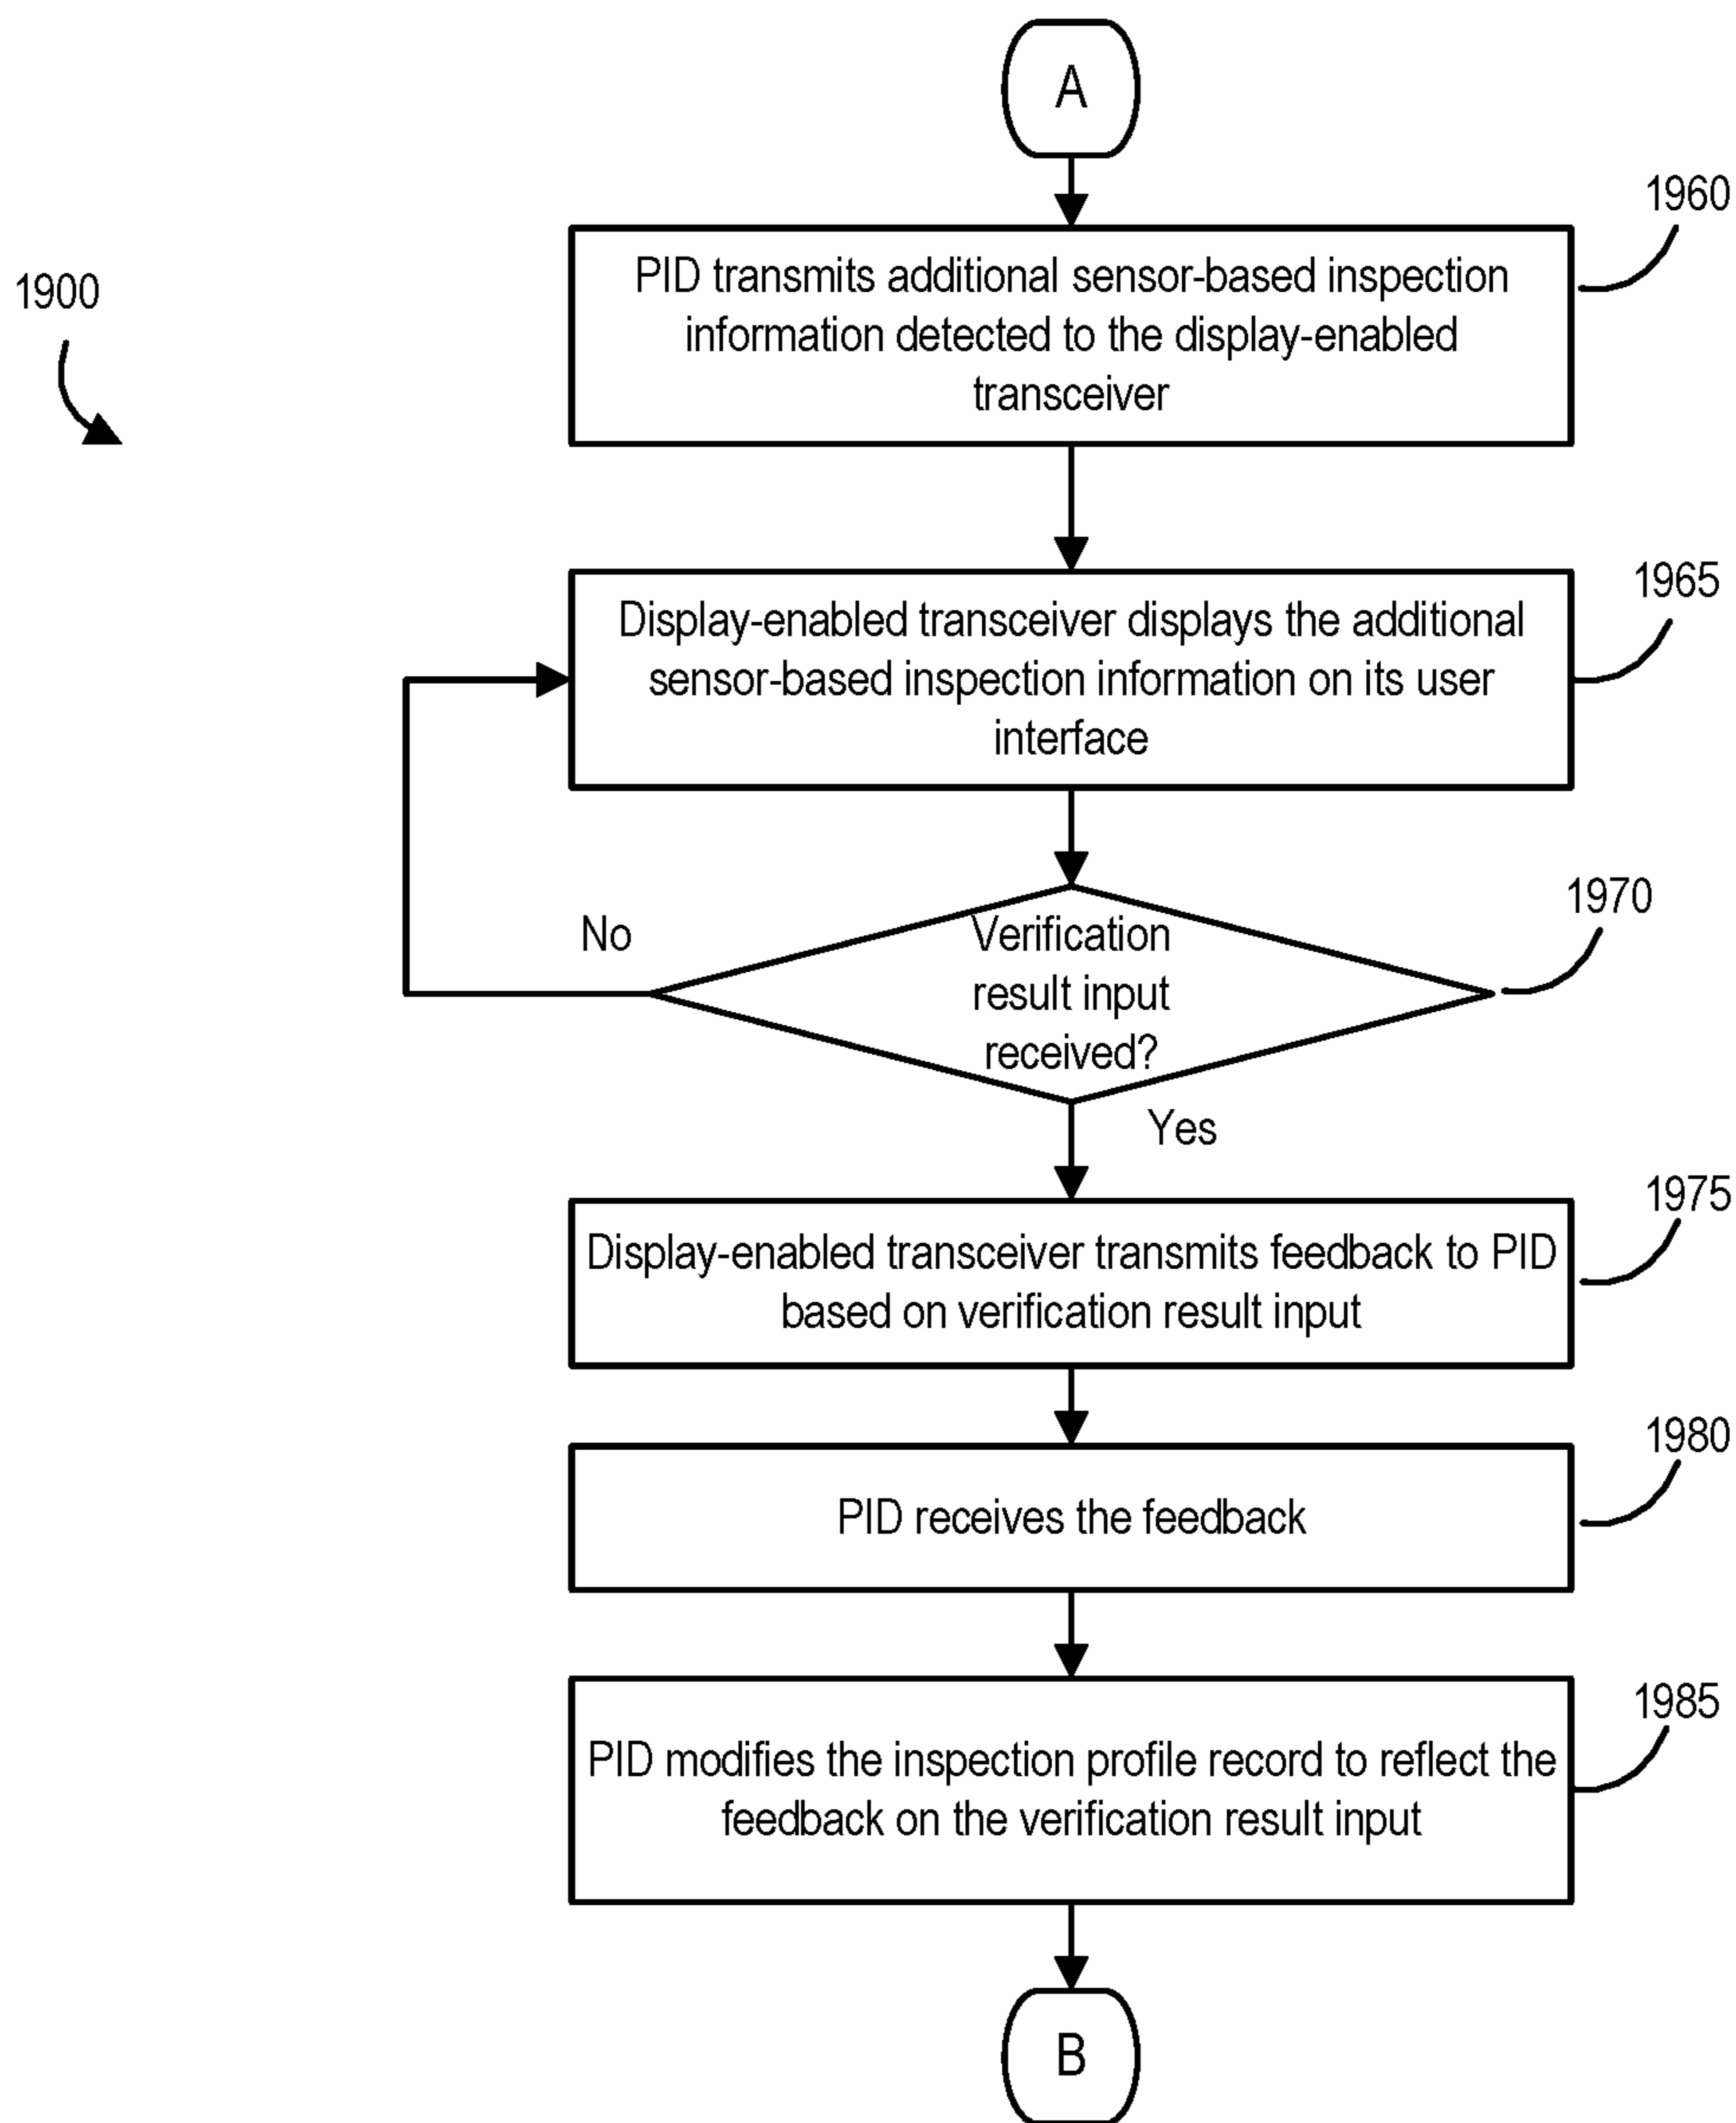 A
1960
PID transmits additional sensor-based inspection
information detected to the display-enabled
transceiver
1900
1965
Display-enabled transceiver displays the additional
sensor-based inspection information on its user
interface
1970
No
Verification
result input
received?
Yes
1975
Display-enabled transceiver transmits feedback to PID
based on verification result input
1980
PID receives the feedback
1985
PID modifies the inspection profile record to reflect the
feedback on the verification result input
B